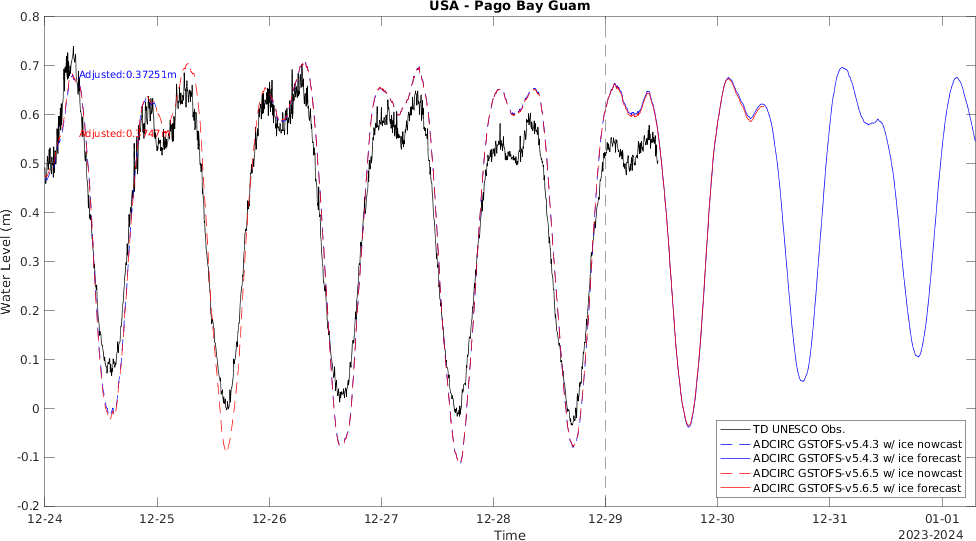 USA - Pago Bay Guam
0.8
0.7
0.6
0.5
0.4
0.3
0.2
0.1
0
-0.1
-0.2
Water Level (m)
Adjusted:0.37251m
12-24
12-25
12-26
12-27
12-28
12-29
12-30
12-31
01-01
Time
2023-2024
TD UNESCO Obs.
ADCIRC GSTOFS-v5.4.3 w/ ice nowcast
ADCIRC GSTOFS-v5.4.3 w/ ice forecast
ADCIRC GSTOFS-v5.6.5 w/ ice nowcast
ADCIRC GSTOFS-v5.6.5 w/ ice forecast